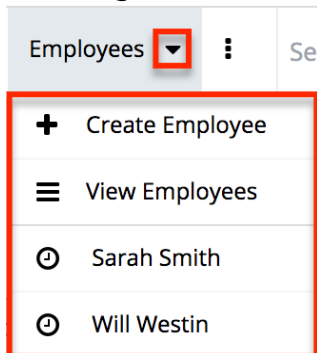 Employees
Se
Create Employee
View Employees
Sarah Smith
Will Westin